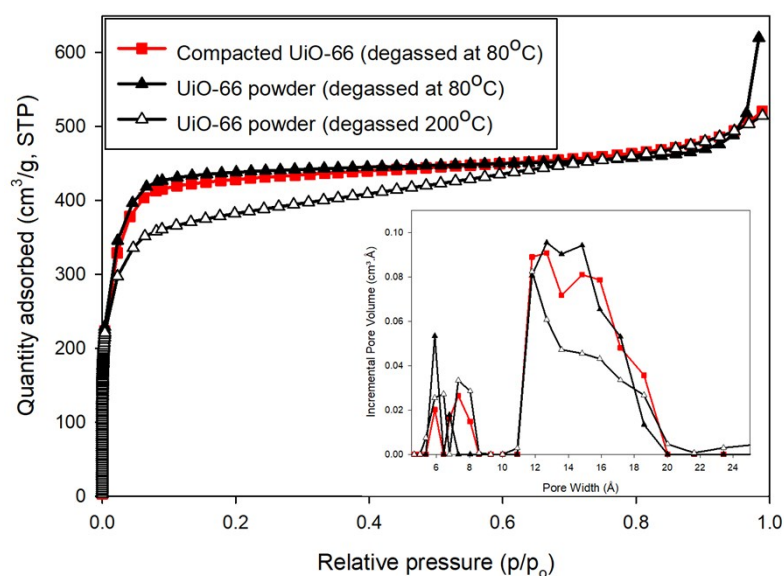 Compacted UiO-66 (degassed at 80°C)
UiO-66 powder (degassed at 80°C)
UiO-66 powder (degassed 200°C)
Quantity adsorbed (cm³/g, STP)
600
500
400
300
200
100
0
0.0 0.2 0.4 0.6 0.8 1.0
Relative pressure (p/pₒ)
Incremental Pore Volume (cm³.Å)
0.10
0.08
0.06
0.04
0.02
0.00
6 8 10 12 14 16 18 20 22 24
Pore Width (Å)